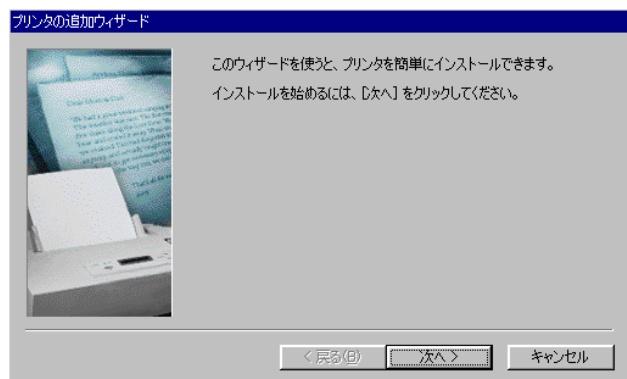 プリンタの追加ウィザード
このウィザードを使うと、プリンタを簡単にインストールできます。
インストールを始めるには、[次へ] をクリックしてください。
< 戻る(B)
次へ >
キャンセル